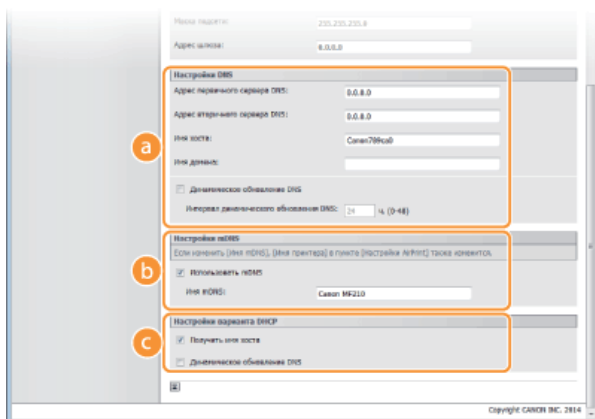 Маска подсети: 255.255.255.0
Адрес шлюза: 0.0.0.0
Настройки DNS
Адрес первичного сервера DNS: 0.0.0.0
Адрес вторичного сервера DNS: 0.0.0.0
Имя хоста: Canon789ca0
Имя домена:
a
Динамическое обновление DNS
Интервал динамического обновления DNS: 24 ч. (0-48)
Настройки mDNS
Если изменить [Имя mDNS], [Имя принтера] в пункте [Настройки AirPrint] также изменится.
b
Использовать mDNS
Имя mDNS: Canon MF210
Настройки варианта DHCP
c
Получать имя хоста
Динамическое обновление DNS
Copyright CANON INC. 2014